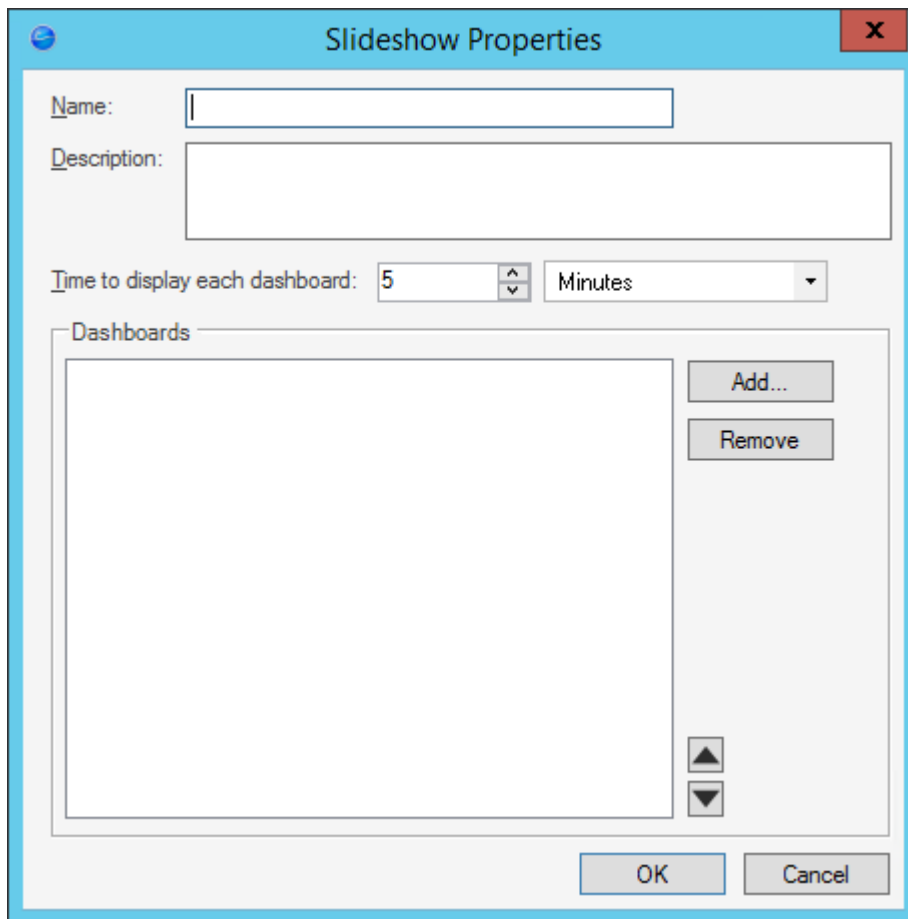 Slideshow Properties
Name:
Description:
Time to display each dashboard: 5 Minutes
Dashboards
Add...
Remove
OK Cancel